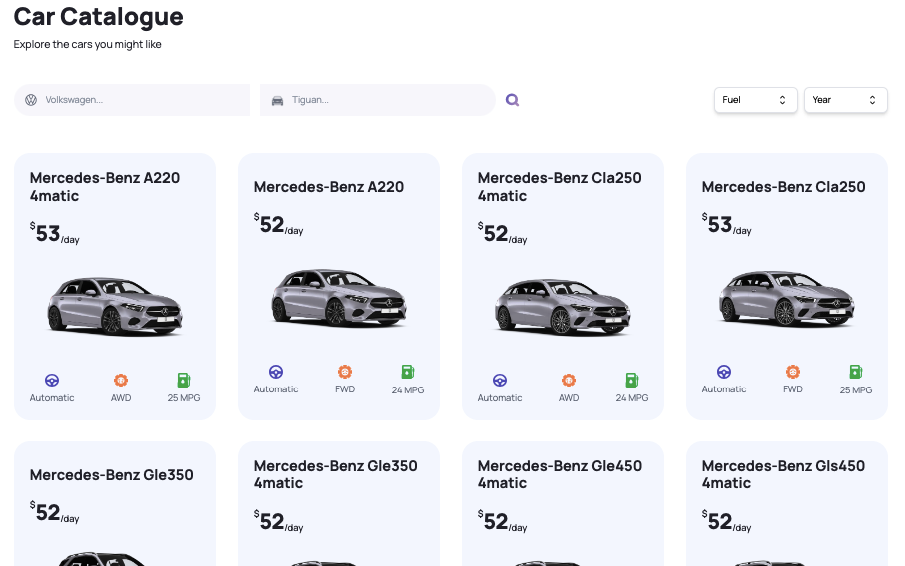 Car Catalogue
Explore the cars you might like
Volkswagen...
Tiguan...
Fuel
Year
Mercedes-Benz A220
4matic
$53/day
Automatic
AWD
25 MPG
Mercedes-Benz A220
$52/day
Automatic
FWD
24 MPG
Mercedes-Benz Cla250
4matic
$52/day
Automatic
AWD
24 MPG
Mercedes-Benz Cla250
$53/day
Automatic
FWD
25 MPG
Mercedes-Benz Gle350
$52/day
Mercedes-Benz Gle350
4matic
$52/day
Mercedes-Benz Gle450
4matic
$52/day
Mercedes-Benz Gls450
4matic
$52/day